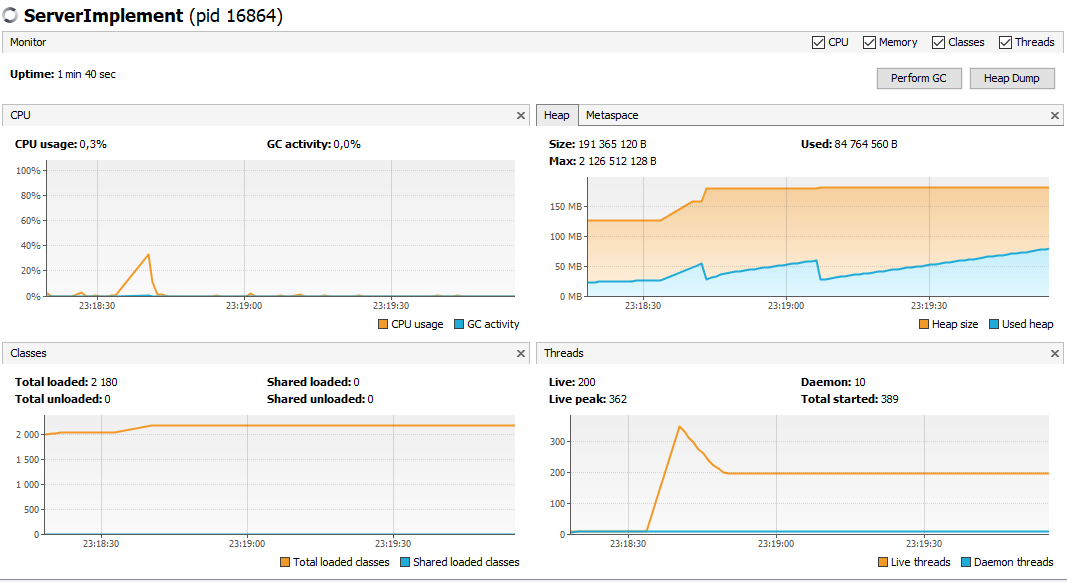 ServerImplement (pid 16864)
Monitor
CPU Memory Classes Threads
Uptime: 1 min 40 sec
Perform GC Heap Dump
CPU
CPU usage: 0,3% GC activity: 0,0%
100%
80%
60%
40%
20%
0%
23:18:30 23:19:00 23:19:30
CPU usage GC activity
Heap Metaspace
Size: 191 365 120 B Used: 84 764 560 B
Max: 2 126 512 128 B
150 MB
100 MB
50 MB
0 MB
23:18:30 23:19:00 23:19:30
Heap size Used heap
Classes
Total loaded: 2 180 Shared loaded: 0
Total unloaded: 0 Shared unloaded: 0
2 000
1 500
1 000
500
0
23:18:30 23:19:00 23:19:30
Total loaded classes Shared loaded classes
Threads
Live: 200 Daemon: 10
Live peak: 362 Total started: 389
300
200
100
0
23:18:30 23:19:00 23:19:30
Live threads Daemon threads